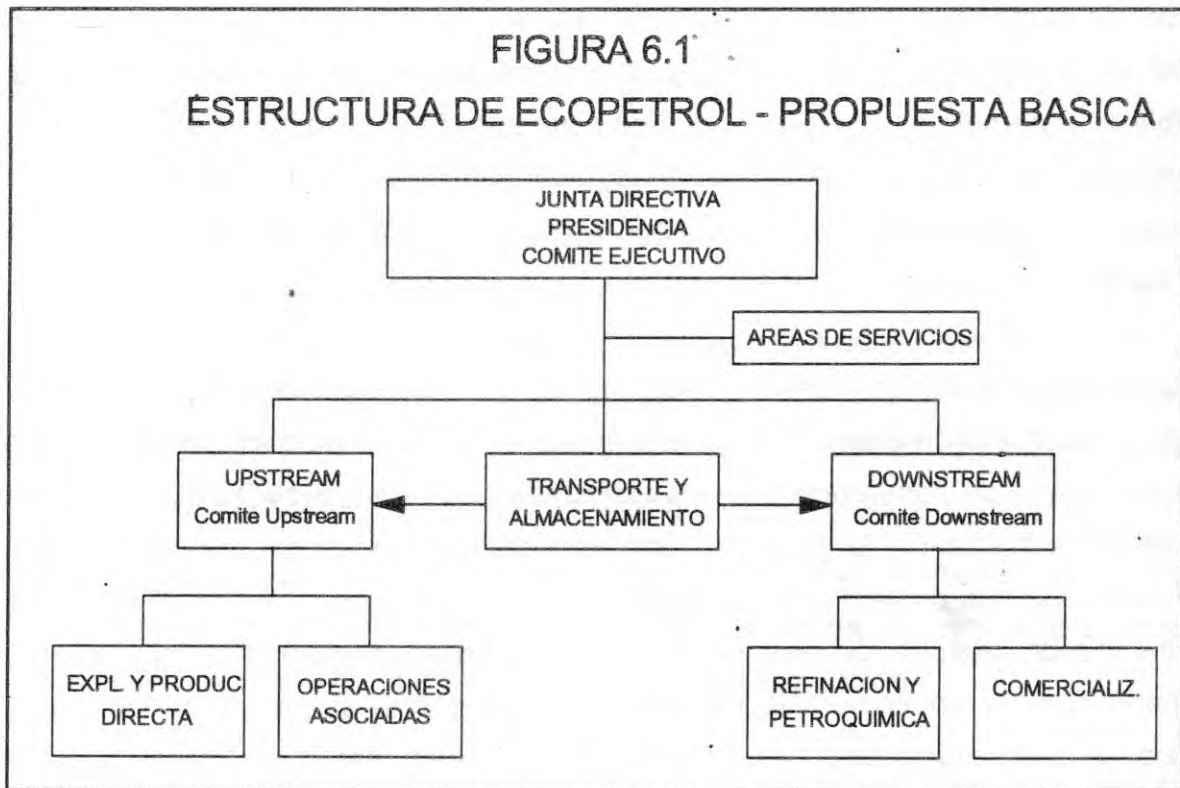 FIGURA 6.1
ESTRUCTURA DE ECOPETROL - PROPUESTA BASICA
JUNTA DIRECTIVA
PRESIDENCIA
COMITE EJECUTIVO
AREAS DE SERVICIOS
UPSTREAM
Comite Upstream
TRANSPORTE Y
ALMACENAMIENTO
DOWNSTREAM
Comite Downstream
EXPL. Y PRODUC
DIRECTA
OPERACIONES
ASOCIADAS
REFINACION Y
PETROQUIMICA
COMERCIALIZ.